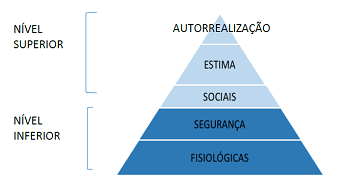 NÍVEL
SUPERIOR
AUTORREALIZAÇÃO
ESTIMA
SOCIAIS
NÍVEL
INFERIOR
SEGURANÇA
FISIOLÓGICAS